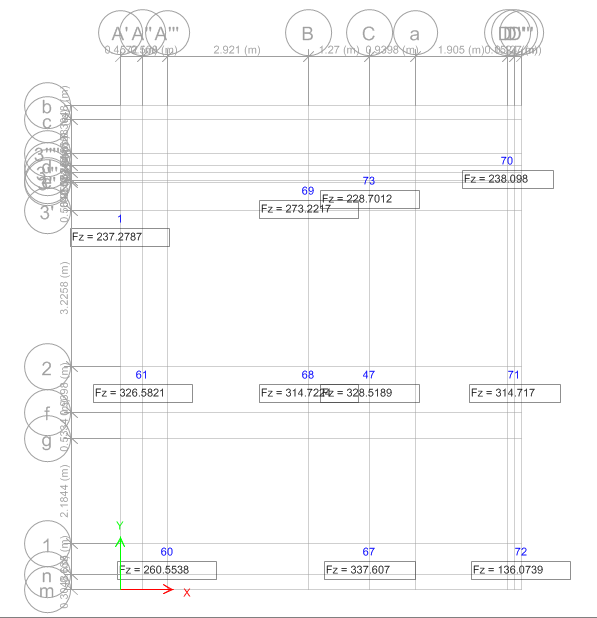 A' A'' A''' B C a
2.921 (m) 1.27 (m) 0.9398 (m) 1.905 (m)
b
c
70
73
Fz = 238.098
69
Fz = 228.7012
Fz = 273.2217
3'
1
Fz = 237.2787
3.2258 (m)
2
61 68 47 71
Fz = 326.5821 Fz = 314.722 Fz = 328.5189 Fz = 314.717
f
g
2.1844 (m)
Y
1
60 67 72
Fz = 260.5538 Fz = 337.607 Fz = 136.0739
n
m
X